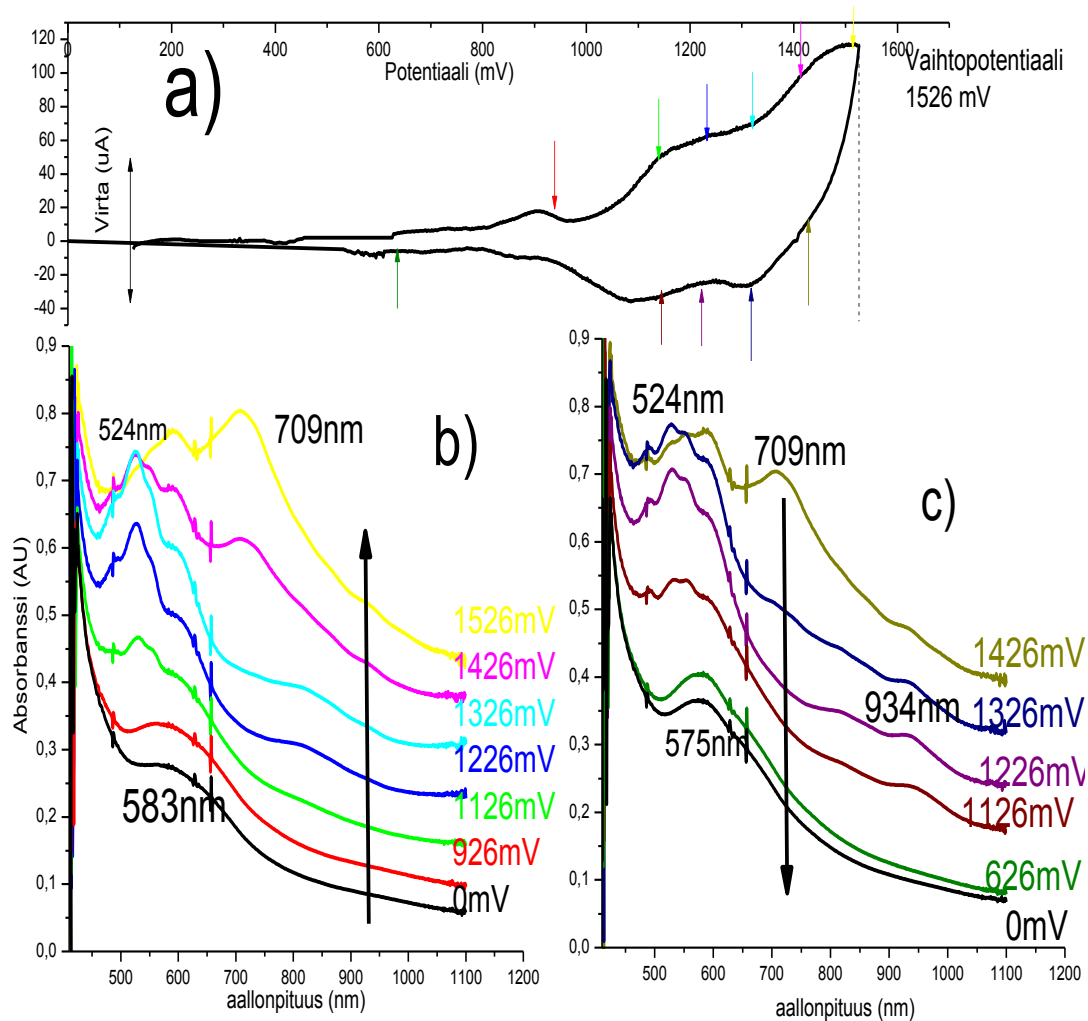 120
100
80
60
40
20
0
-20
-40
0 200 400 600 800 1000 1200 1400 1600
Potentiaali (mV)
Virta (uA)
a)
Vaihtopotentiaali
1526 mV
0,9
0,8
0,7
0,6
0,5
0,4
0,3
0,2
0,1
0,0
Absorbanssi (AU)
524nm
709nm
b)
583nm
1526mV
1426mV
1326mV
1226mV
1126mV
926mV
0mV
500 600 700 800 900 1000 1100 1200
aallonpituus (nm)
0,9
0,8
0,7
0,6
0,5
0,4
0,3
0,2
0,1
0,0
524nm
709nm
c)
934nm
575nm
1426mV
1326mV
1226mV
1126mV
626mV
0mV
500 600 700 800 900 1000 1100 1200
aallonpituus (nm)